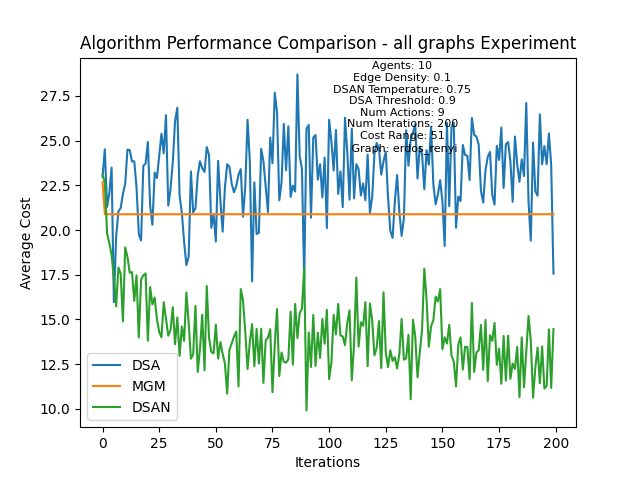 Algorithm Performance Comparison - all graphs Experiment
Agents: 10
Edge Density: 0.1
DSAN Temperature: 0.75
DSA Threshold: 0.9
Num Actions: 9
Num Iterations: 200
Cost Range: 51
Graph: erdos_renyi
Average Cost
27.5
25.0
22.5
20.0
17.5
15.0
12.5
10.0
DSA
MGM
DSAN
0 25 50 75 100 125 150 175 200
Iterations